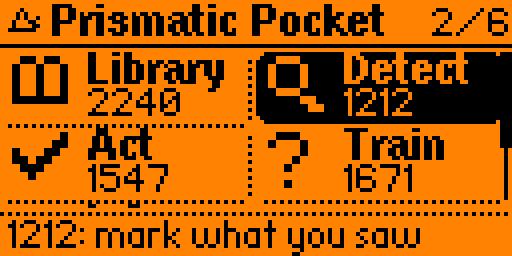 Prismatic Pocket 2/6
Library
2240
Detect
1212
Act
1547
? Train
1671
1212: mark what you saw